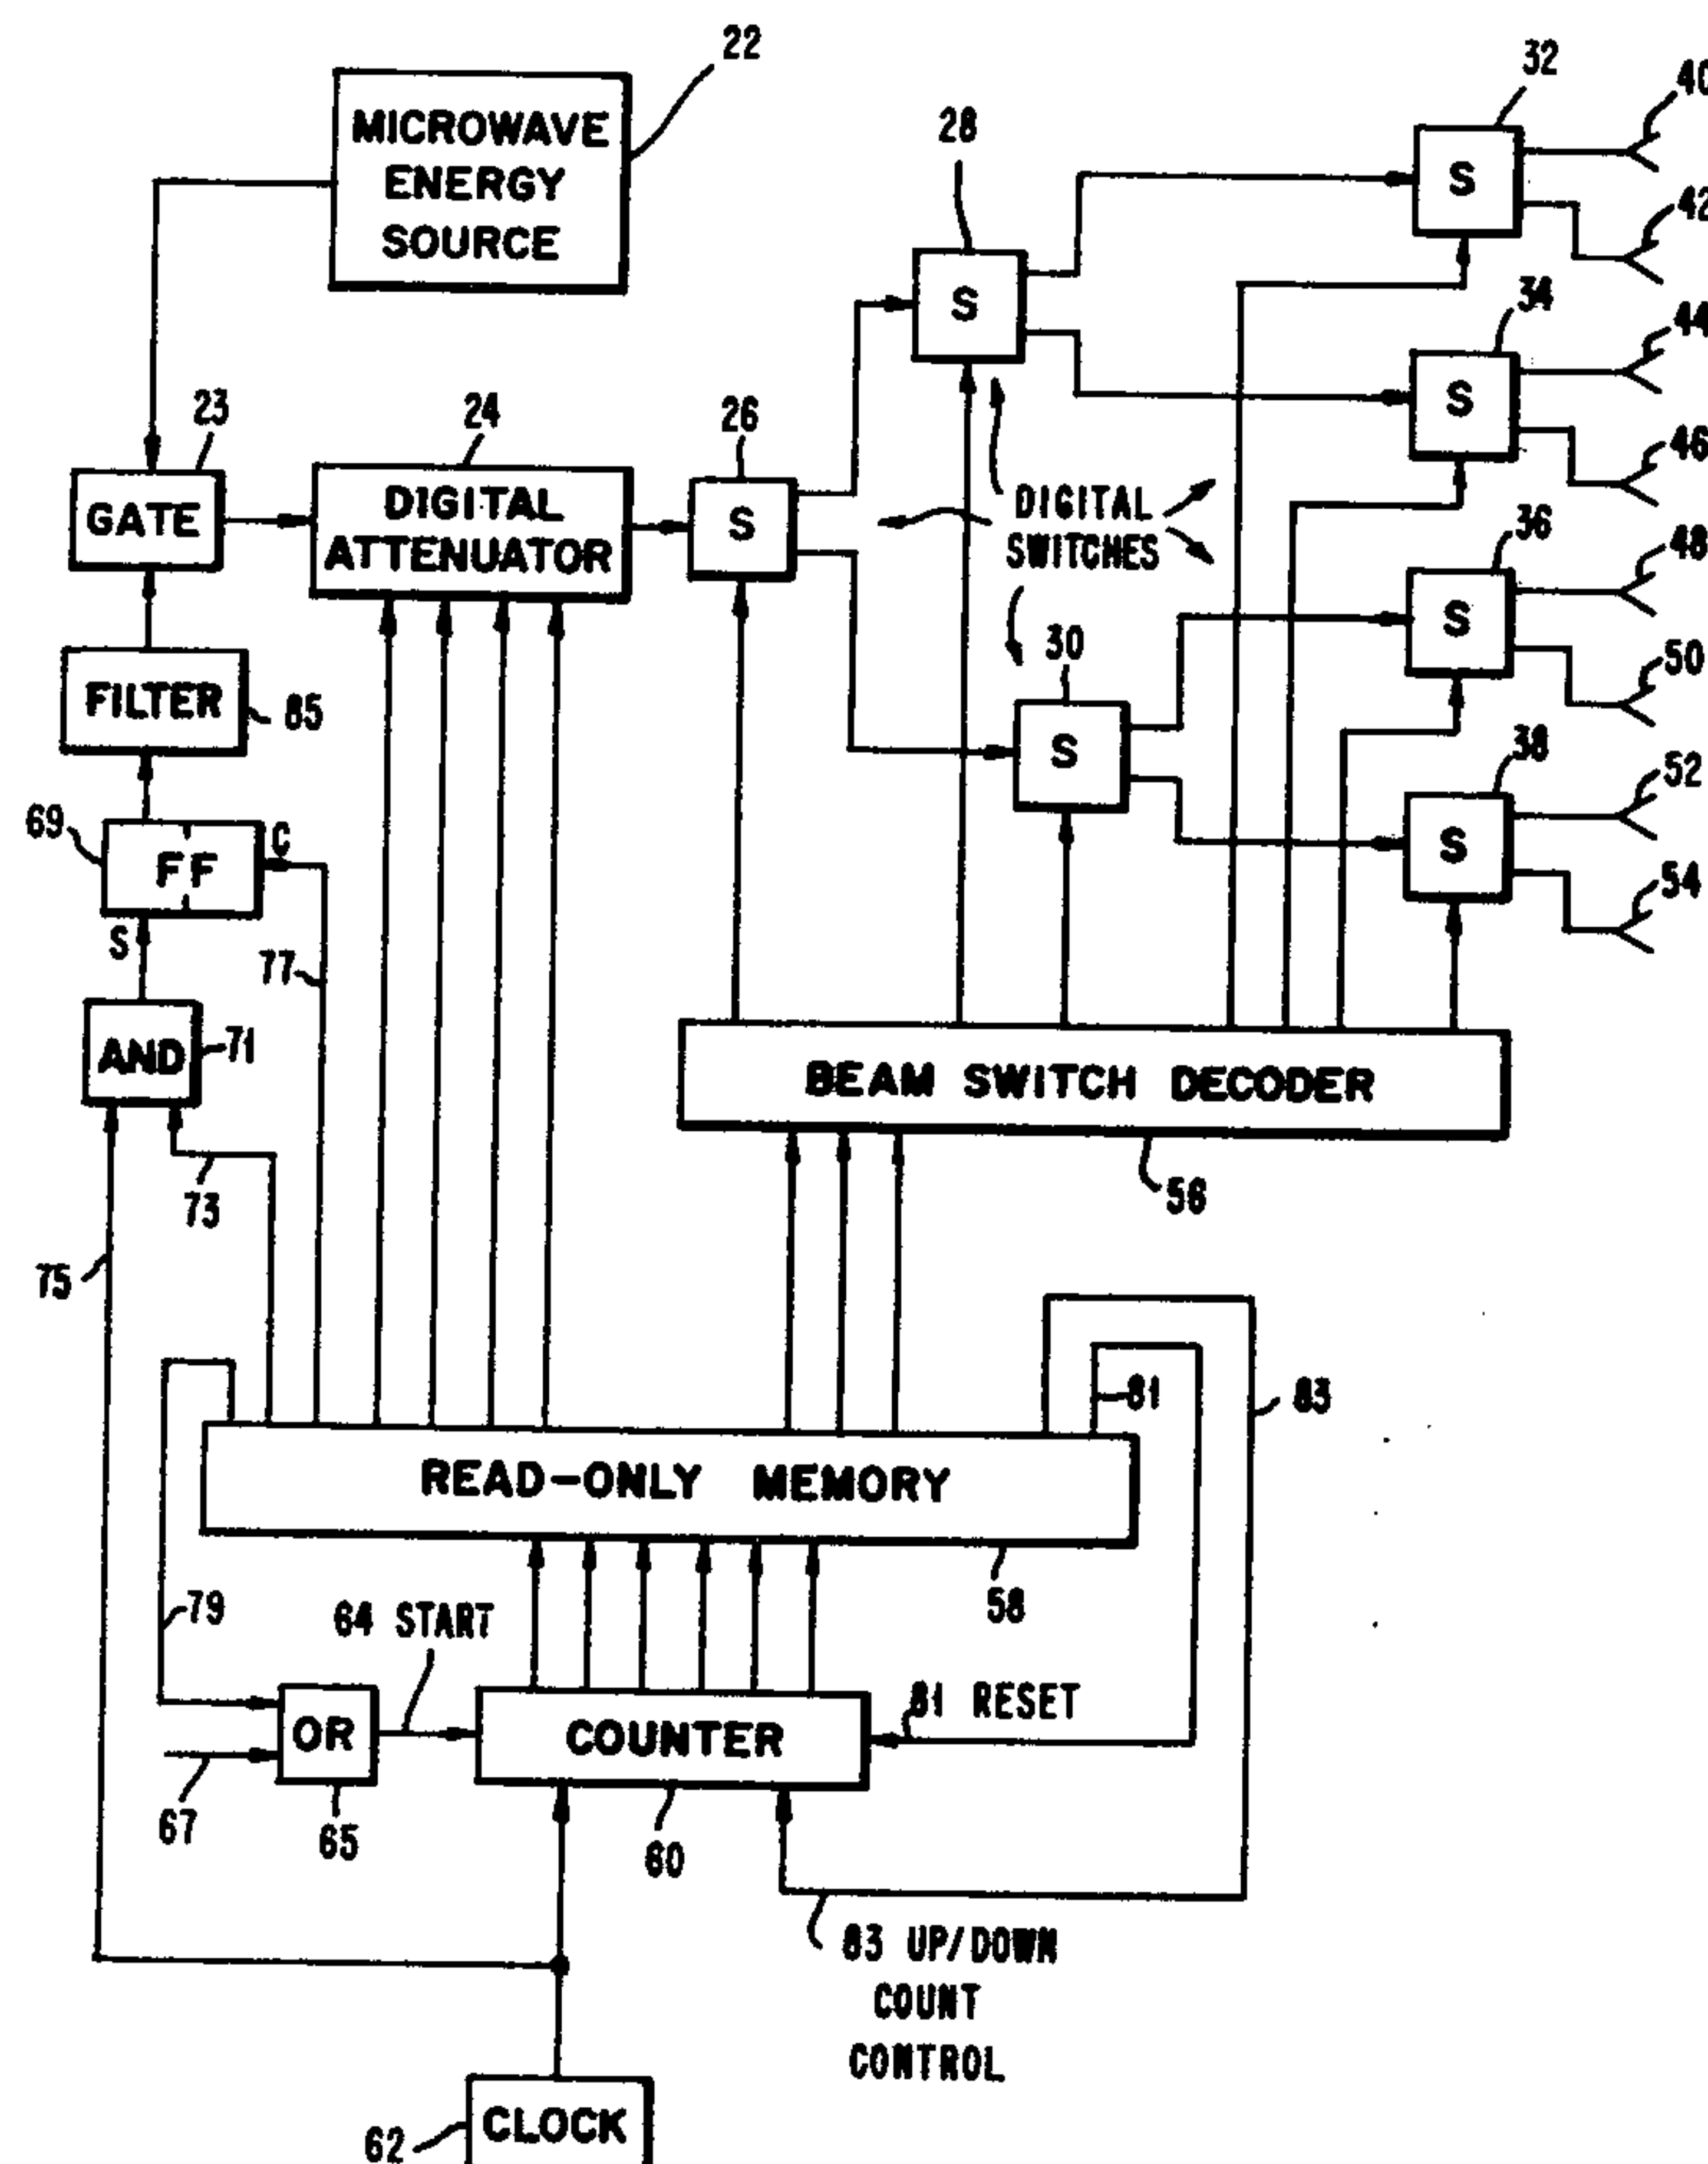 22
MICROWAVE
ENERGY
SOURCE
32
40
28
S
42
S
34
44
23
24
26
S
46
GATE
DIGITAL
ATTENUATOR
S
DIGITAL
SWITCHES
36
48
S
30
50
FILTER
85
S
38
52
69
FF
C
S
54
S
77
AND
71
BEAM SWITCH DECODER
73
56
75
81
83
READ-ONLY MEMORY
58
79
64 START
81 RESET
OR
COUNTER
67
65
60
83 UP/DOWN
COUNT
CONTROL
62
CLOCK